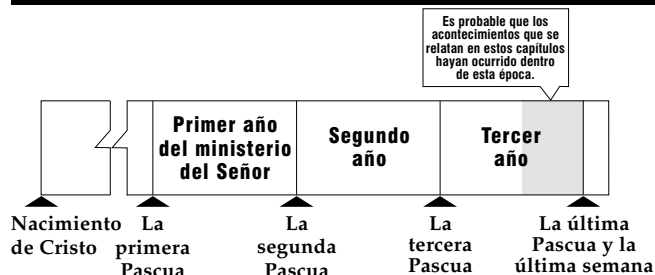 Es probable que los
acontecimientos que se
relatan en estos capítulos
hayan ocurrido dentro
de esta época.
Primer año
del ministerio
del Señor
Segundo
año
Tercer
año
Nacimiento
de Cristo
La
primera
Pascua
La
segunda
Pascua
La
tercera
Pascua
La última
Pascua y la
última semana